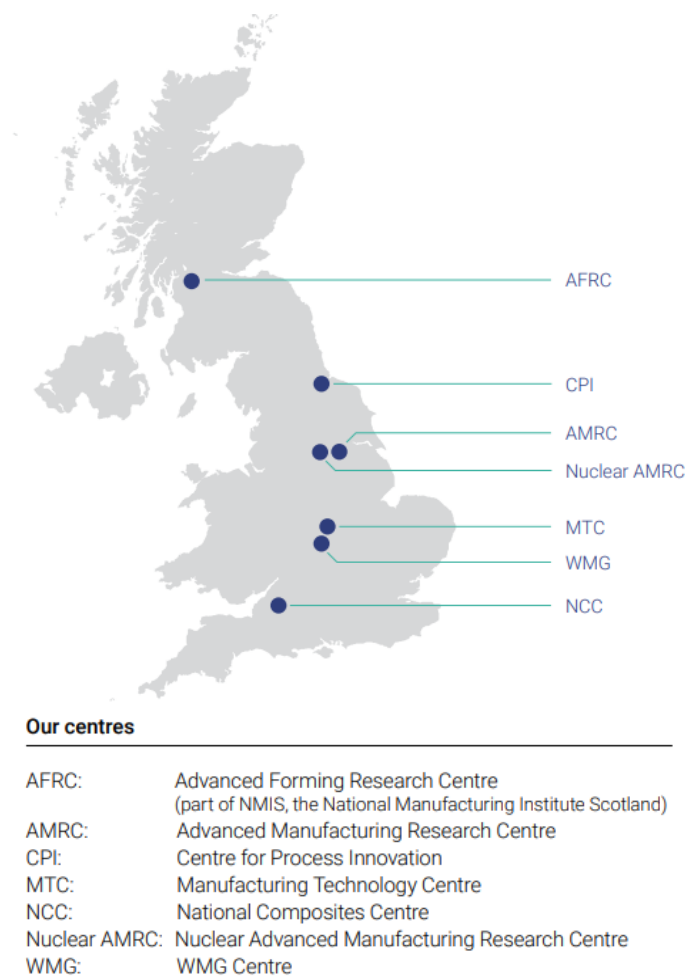 AFRC
CPI
AMRC
Nuclear AMRC
MTC
WMG
NCC
Our centres
AFRC: Advanced Forming Research Centre
(part of NMIS, the National Manufacturing Institute Scotland)
AMRC: Advanced Manufacturing Research Centre
CPI: Centre for Process Innovation
MTC: Manufacturing Technology Centre
NCC: National Composites Centre
Nuclear AMRC: Nuclear Advanced Manufacturing Research Centre
WMG: WMG Centre